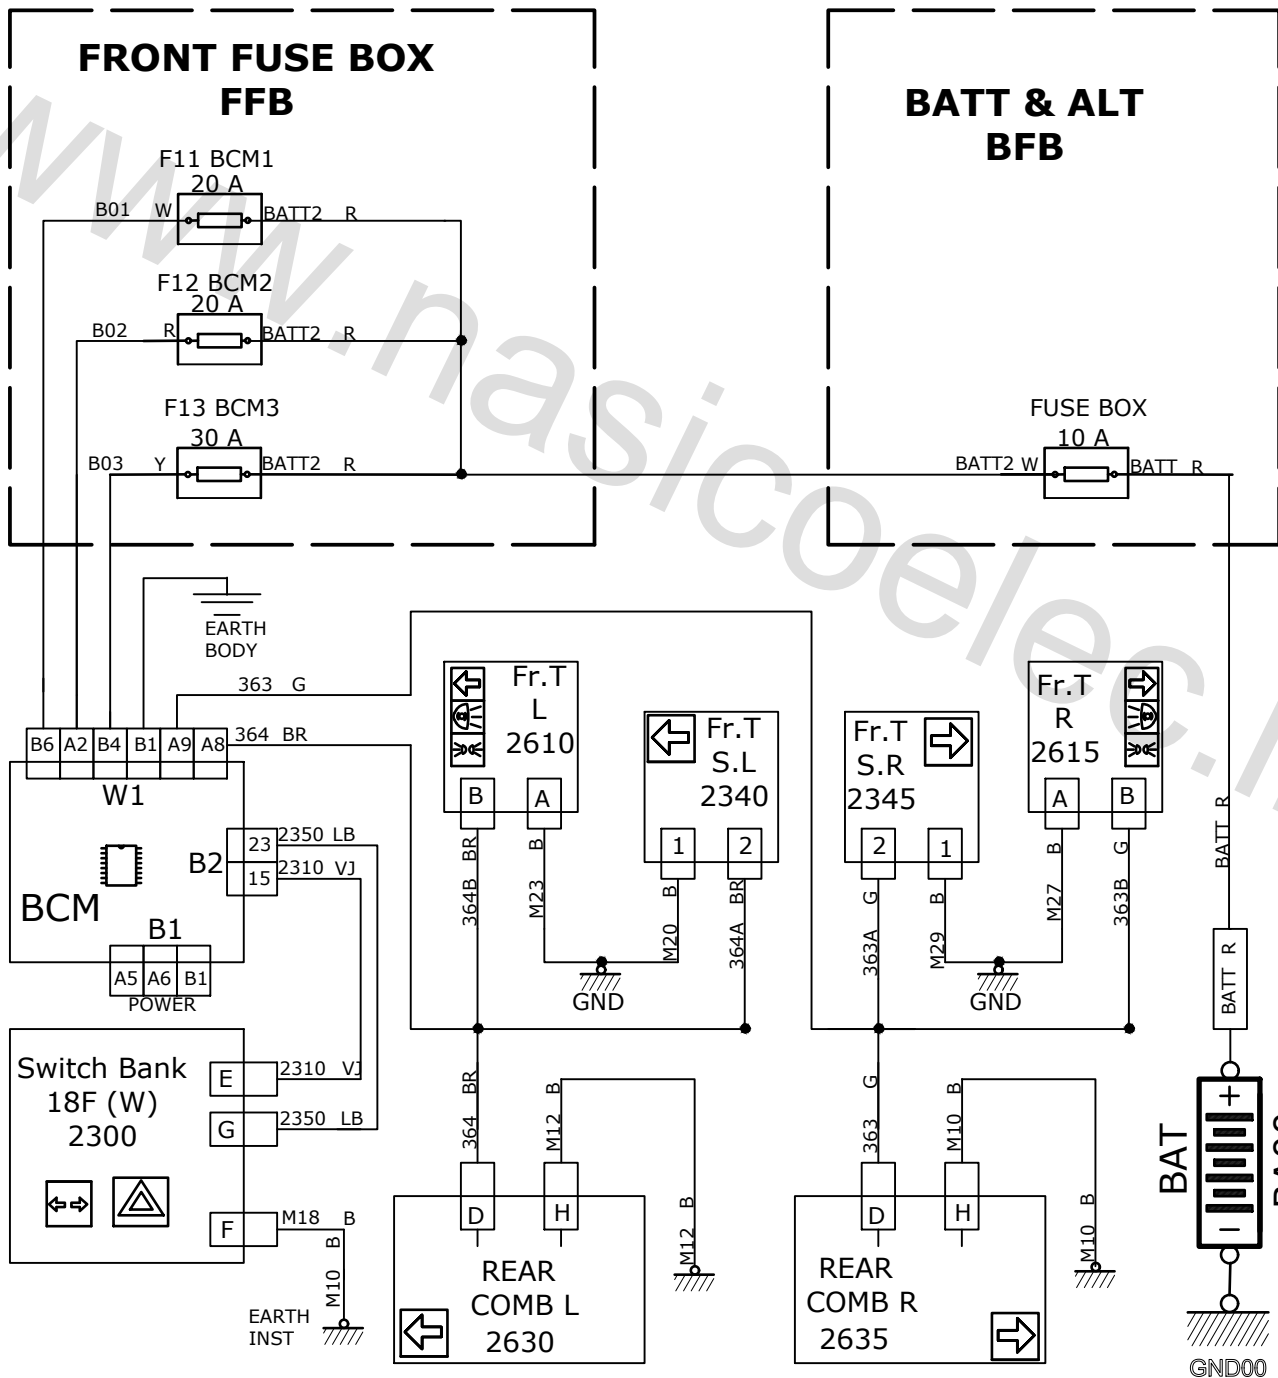 FRONT FUSE BOX
FFB
BATT & ALT
BFB
F11 BCM1
20 A
B01 W
BATT2 R
F12 BCM2
20 A
B02 R
BATT2 R
F13 BCM3
30 A
B03 Y
BATT2 R
FUSE BOX
10 A
BATT2 W
BATT R
www.nasicoelec.
EARTH
BODY
363 G
B6 A2 B4 B1 A9 A8
364 BR
W1
BCM
B2
23
2350 LB
15
2310 VJ
B1
A5 A6 B1
POWER
Fr.T
L
2610
B A
364B BR
M23 B
Fr.T
S.L
2340
1 2
M20 B
364A BR
GND
Fr.T
S.R
2345
2 1
363A G
M29 B
Fr.T
R
2615
A B
M27 B
363B G
GND
BATT R
BATT R
Switch Bank
18F (W)
2300
E
2310 VJ
G
2350 LB
F
M18 B
M10 B
EARTH
INST
364 BR
M12 B
D H
M12 B
REAR
COMB L
2630
363 G
M10 B
D H
M10 B
REAR
COMB R
2635
BAT
+
−
GND00